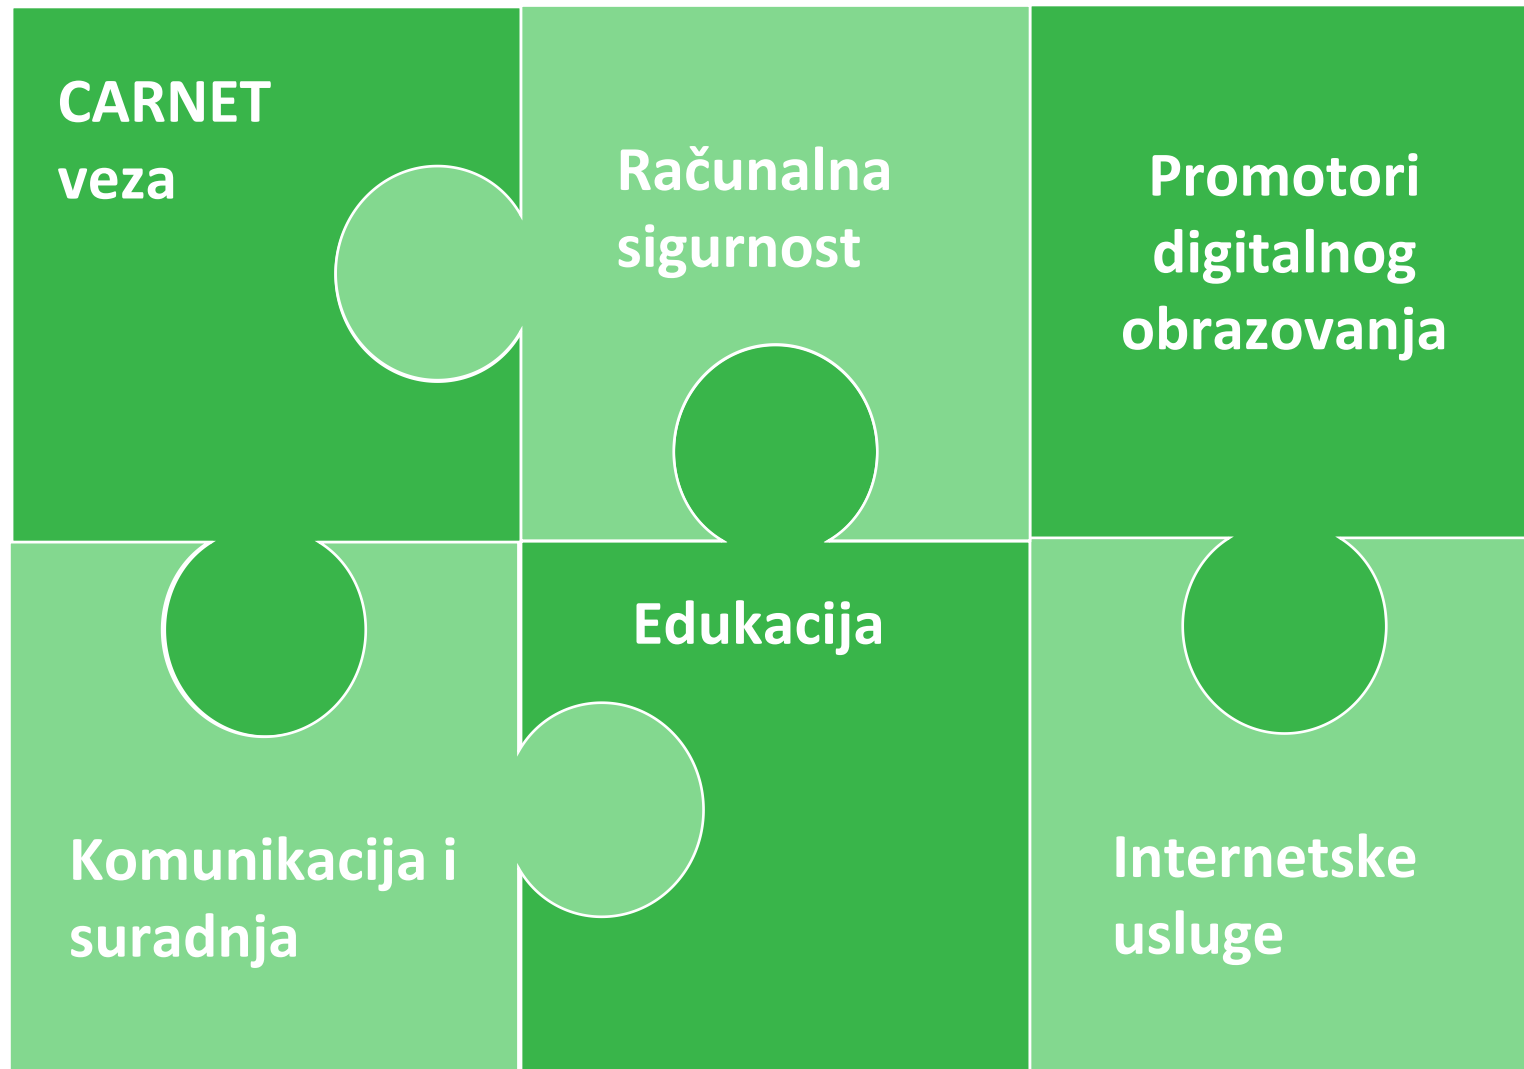 CARNET
veza
Računalna
sigurnost
Promotori
digitalnog
obrazovanja
Komunikacija i
suradnja
Edukacija
Internetske
usluge